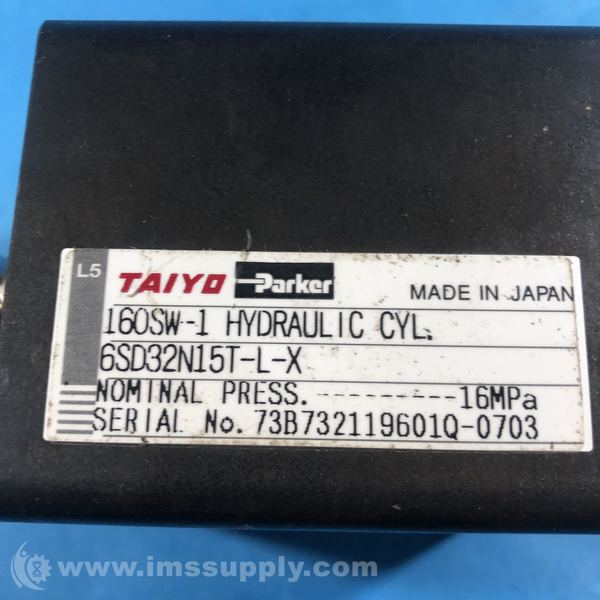 L5 TAIYO Parker MADE IN JAPAN
160SW-1 HYDRAULIC CYL.
6SD32N15T-L-X
NOMINAL PRESS.---------16MPa
SERIAL No. 73B732119601Q-0703
www.imssupply.com